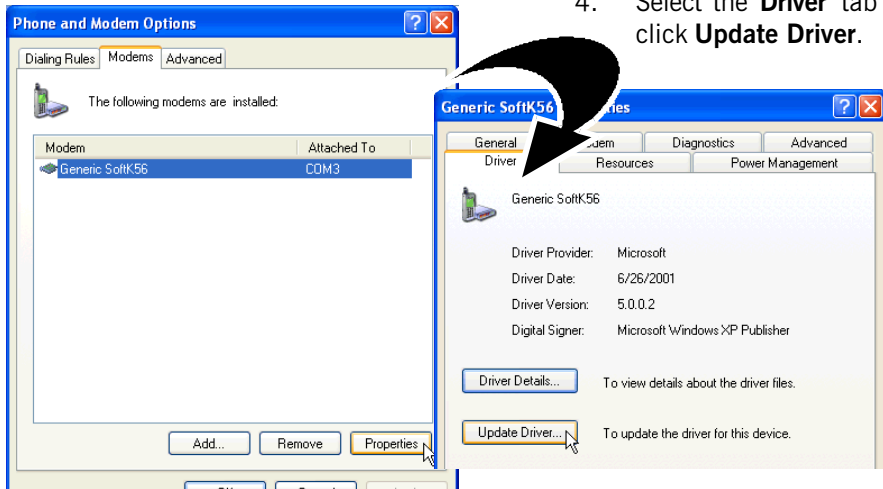 4. Select the Driver tab
click Update Driver.
Phone and Modem Options
Dialing Rules Modems Advanced
The following modems are installed:
Modem Attached To
Generic SoftK56 COM3
Add... Remove Properties
Generic SoftK56
General Diagnostics Advanced
Driver Resources Power Management
Generic SoftK56
Driver Provider: Microsoft
Driver Date: 6/26/2001
Driver Version: 5.0.0.2
Digital Signer: Microsoft Windows XP Publisher
Driver Details... To view details about the driver files.
Update Driver... To update the driver for this device.